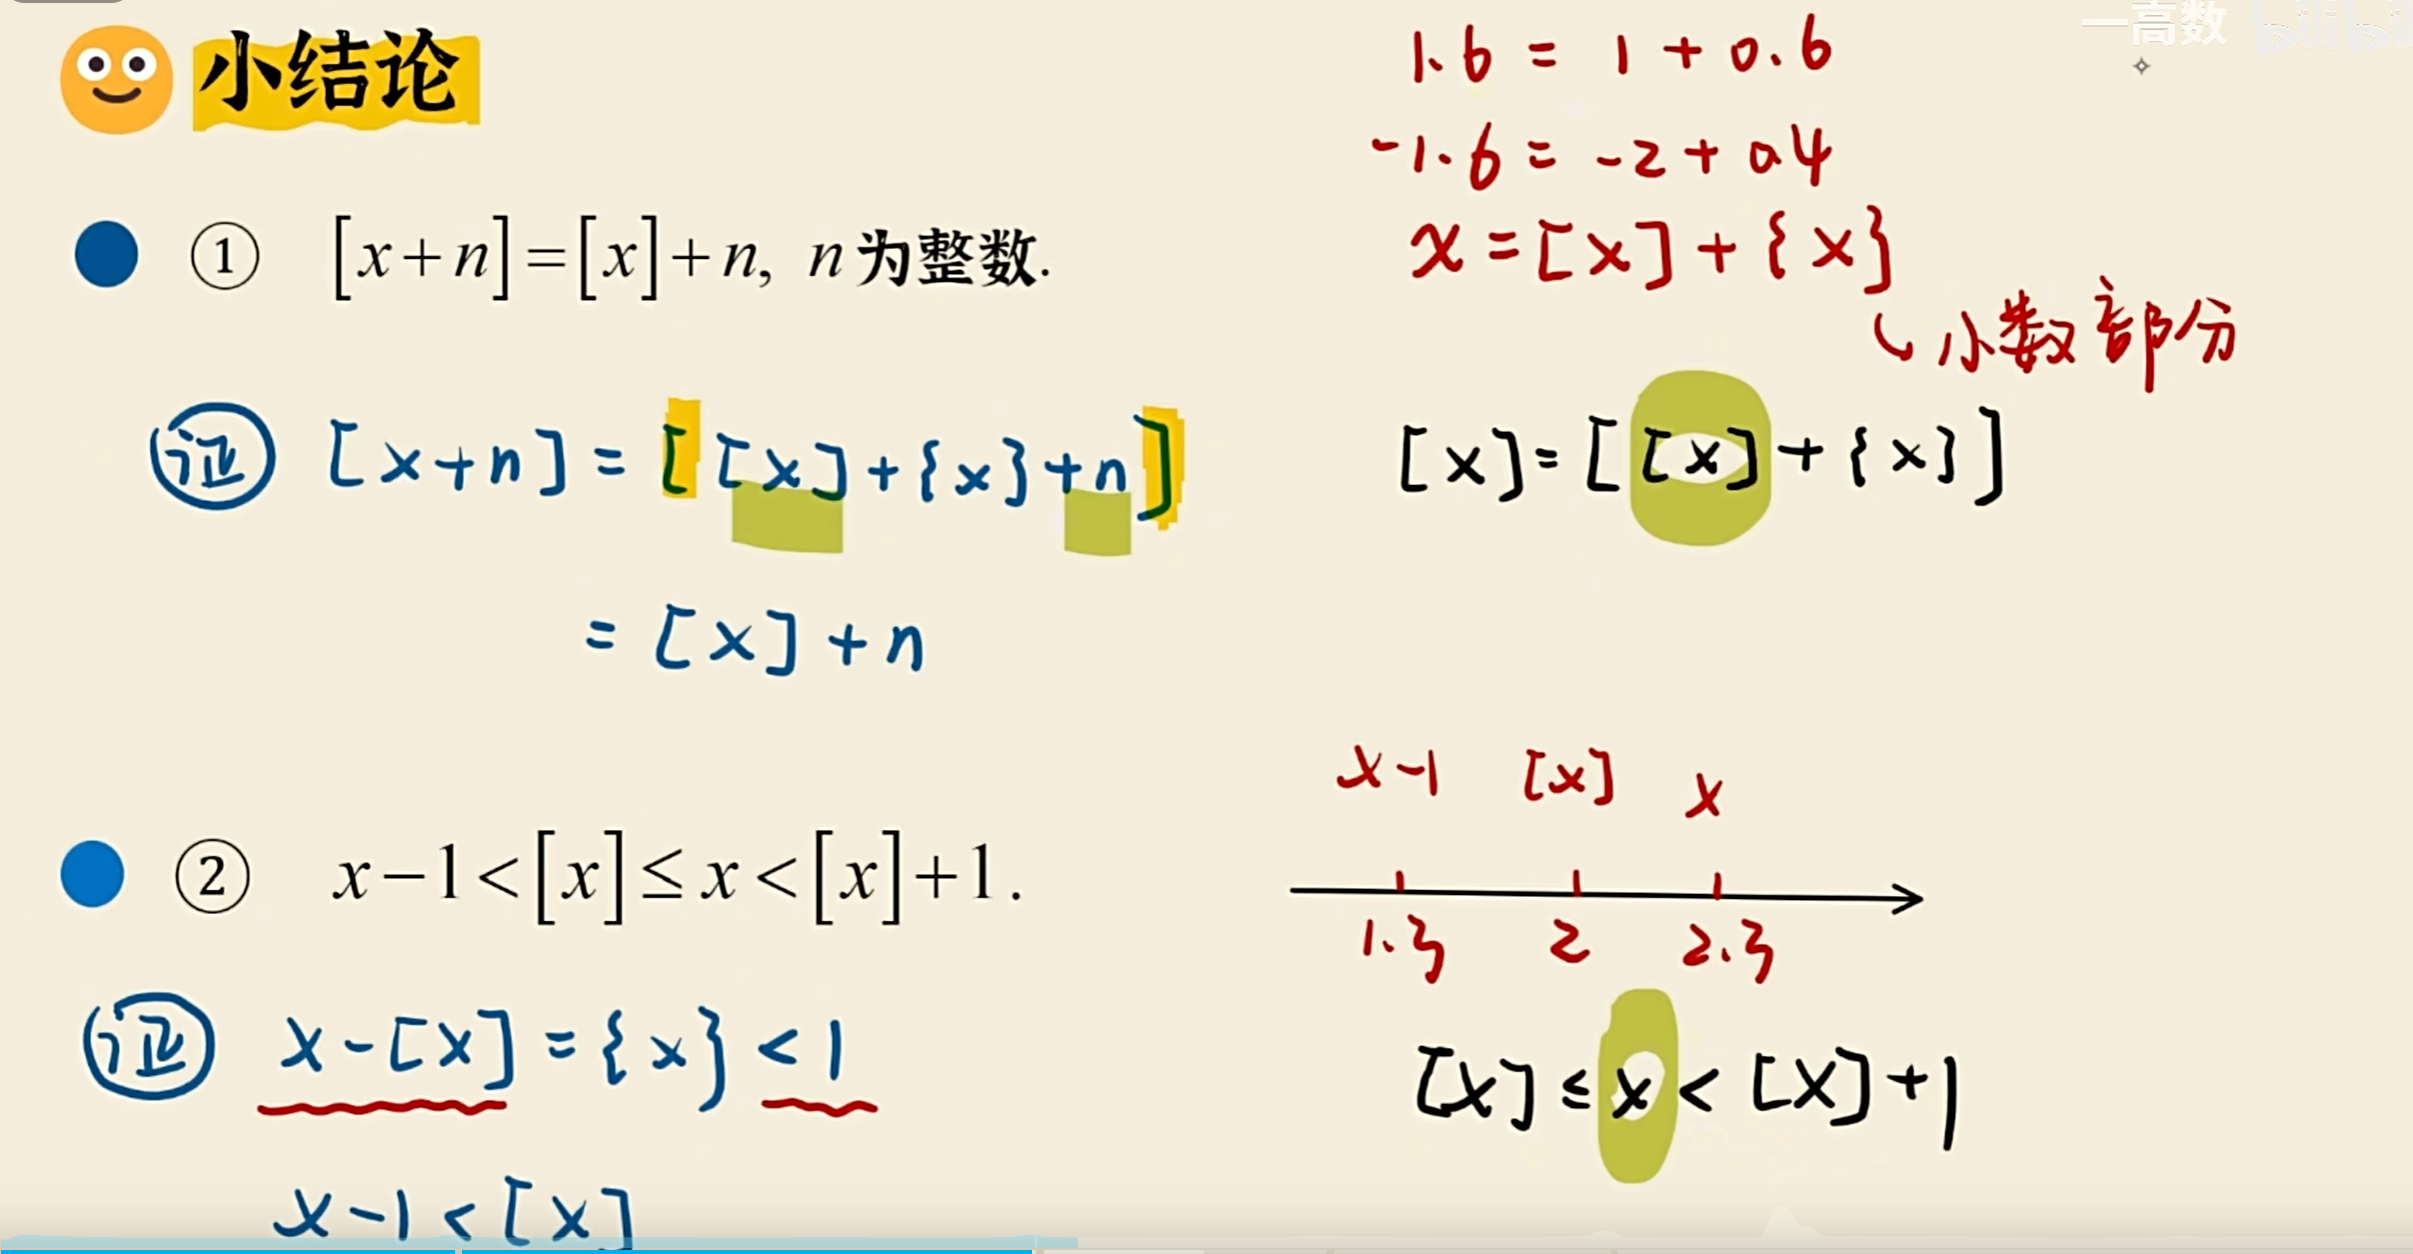 一高数 bilibili
小结论
1.6 = 1 + 0.6
-1.6 = -2 + 0.4
x = [x] + {x}
小数部分
① [x+n]=[x]+n, n为整数.
证 [x+n] = [[x]+{x}+n]
= [x]+n
[x] = [[x]+{x}]
② x-1<[x]≤x<[x]+1.
x-1 [x] x
1.3 2 2.3
证 x-[x] = {x} < 1
x-1 < [x]
[x] ≤ x < [x]+1